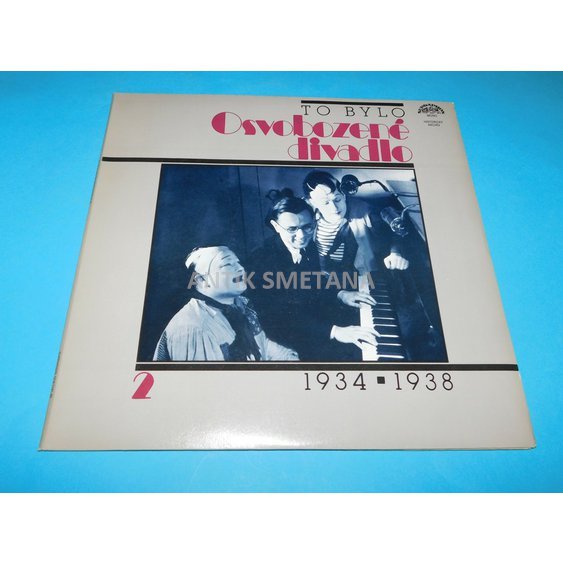 TO BYLO
Osvobozené
divadlo
ANTIK SMETANA
2
1934 ▪ 1938